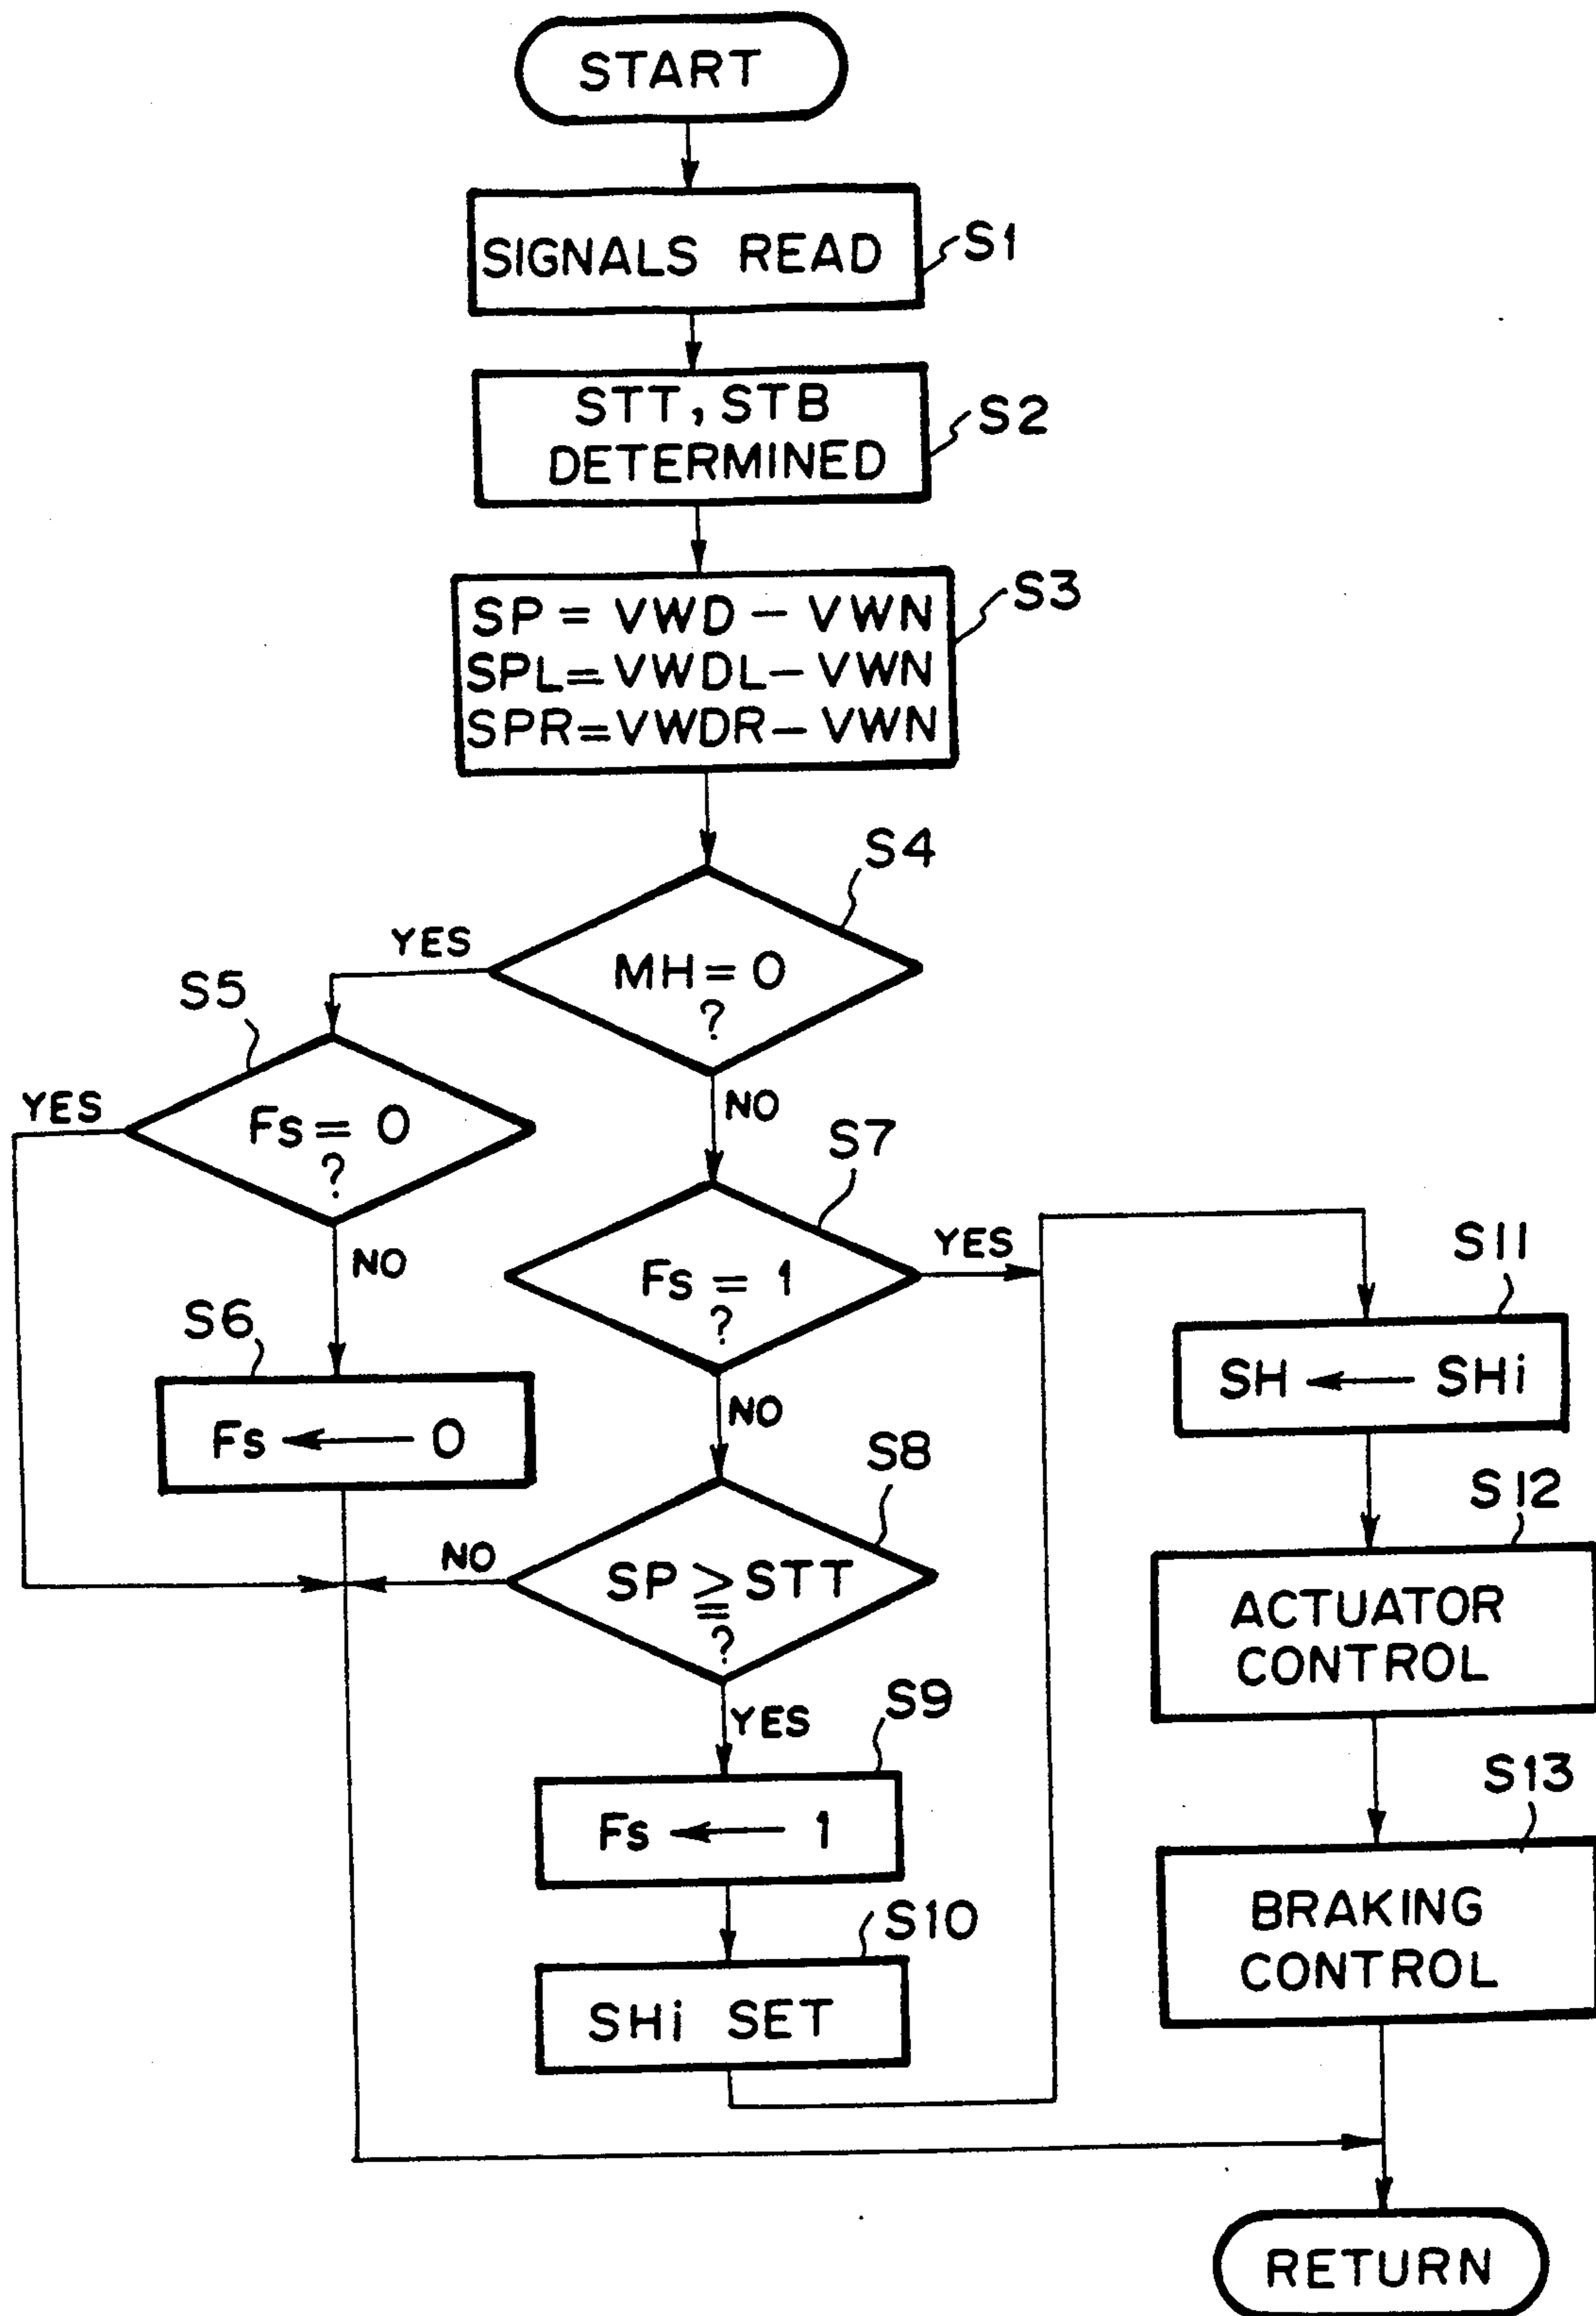 START
SIGNALS READ
S1
STT, STB
DETERMINED
S2
SP = VWD - VWN
SPL = VWDL - VWN
SPR = VWDR - VWN
S3
S4
MH = 0
?
YES
NO
S5
Fs = 0
?
YES
NO
S6
Fs ← 0
S7
Fs = 1
?
YES
NO
S8
SP ≧ STT
?
NO
YES
S9
Fs ← 1
S10
SHi SET
S11
SH ← SHi
S12
ACTUATOR
CONTROL
S13
BRAKING
CONTROL
RETURN